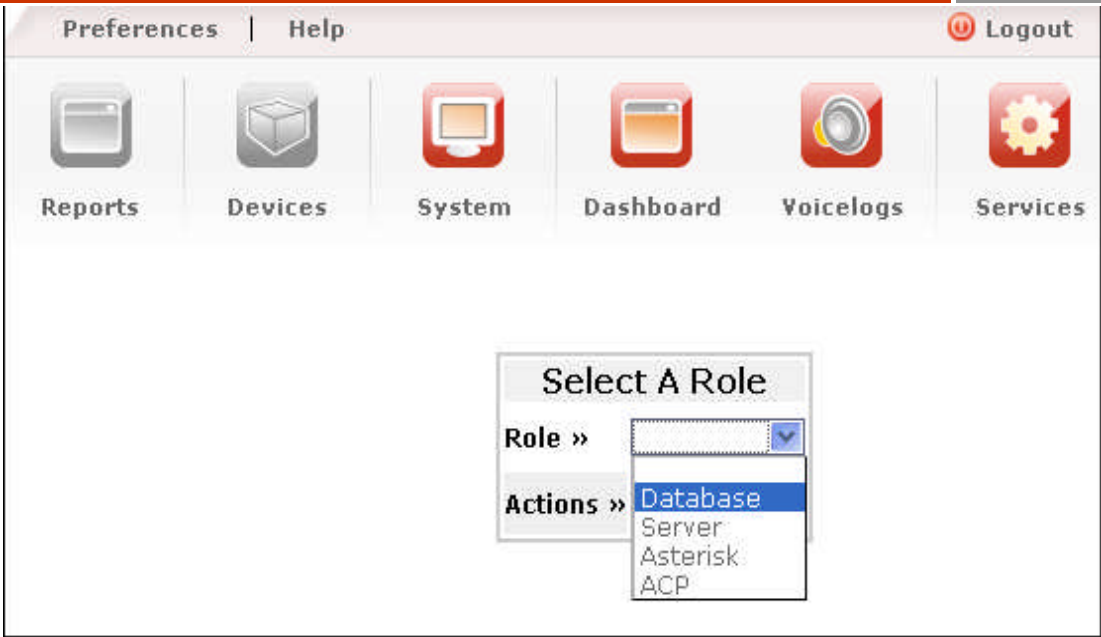 Preferences | Help Logout
Reports Devices System Dashboard Voicelogs Services
Select A Role
Role »
Actions »
Database
Server
Asterisk
ACP